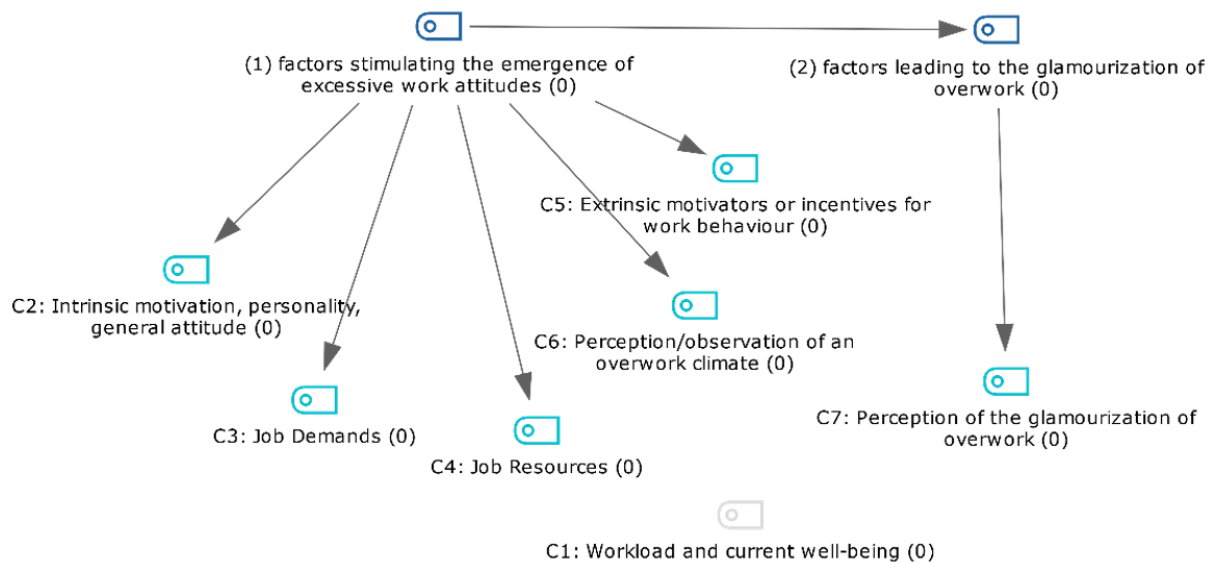 (1) factors stimulating the emergence of
excessive work attitudes (0)
(2) factors leading to the glamourization of
overwork (0)
C5: Extrinsic motivators or incentives for
work behaviour (0)
C2: Intrinsic motivation, personality,
general attitude (0)
C6: Perception/observation of an
overwork climate (0)
C7: Perception of the glamourization of
overwork (0)
C3: Job Demands (0)
C4: Job Resources (0)
C1: Workload and current well-being (0)